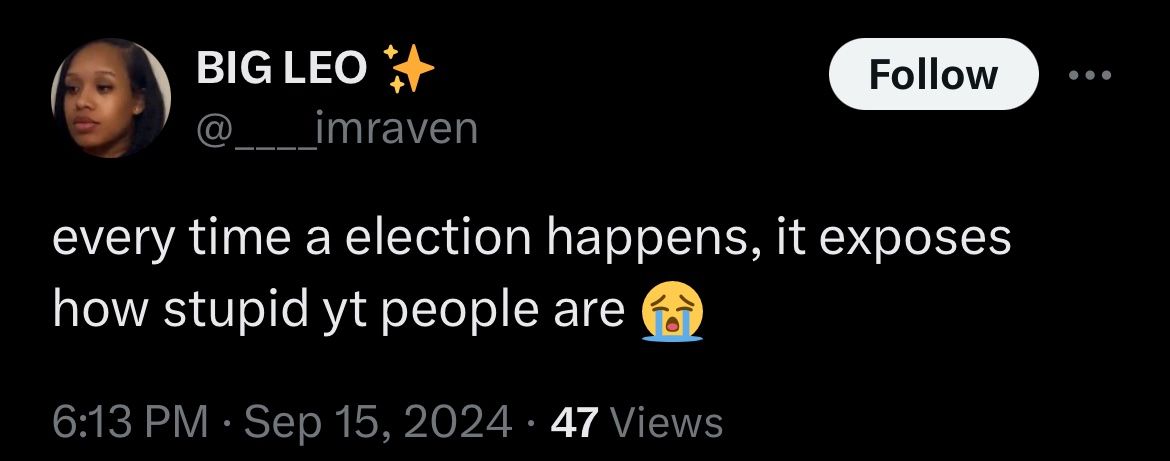 BIG LEO ✨
Follow
@____imraven
every time a election happens, it exposes
how stupid yt people are 😭
6:13 PM · Sep 15, 2024 · 47 Views